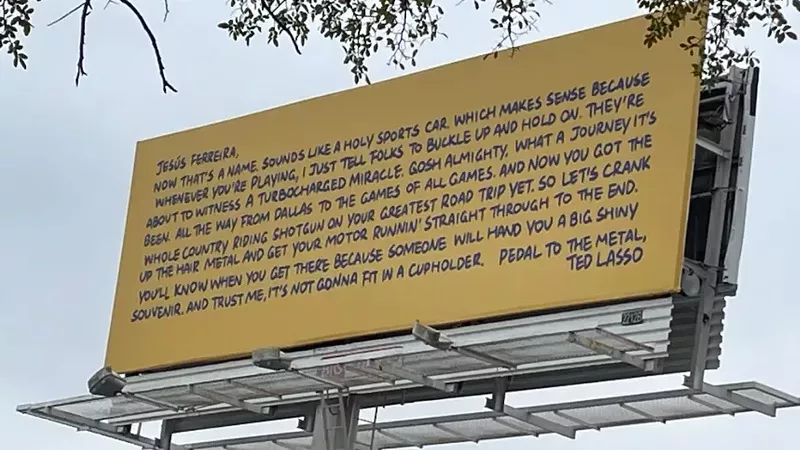 JESÚS FERREIRA,
NOW THAT'S A NAME. SOUNDS LIKE A HOLY SPORTS CAR. WHICH MAKES SENSE BECAUSE
WHENEVER YOU'RE PLAYING, I JUST TELL FOLKS TO BUCKLE UP AND HOLD ON. THEY'RE
ABOUT TO WITNESS A TURBOCHARGED MIRACLE. GOSH ALMIGHTY, WHAT A JOURNEY IT'S
BEEN. ALL THE WAY FROM DALLAS TO THE GAMES OF ALL GAMES. AND NOW YOU GOT THE
WHOLE COUNTRY RIDING SHOTGUN ON YOUR GREATEST ROAD TRIP YET. SO LET'S CRANK
UP THE HAIR METAL AND GET YOUR MOTOR RUNNIN' STRAIGHT THROUGH TO THE END.
YOU'LL KNOW WHEN YOU GET THERE BECAUSE SOMEONE WILL HAND YOU A BIG SHINY
SOUVENIR. AND TRUST ME, IT'S NOT GONNA FIT IN A CUPHOLDER. PEDAL TO THE METAL,
TED LASSO